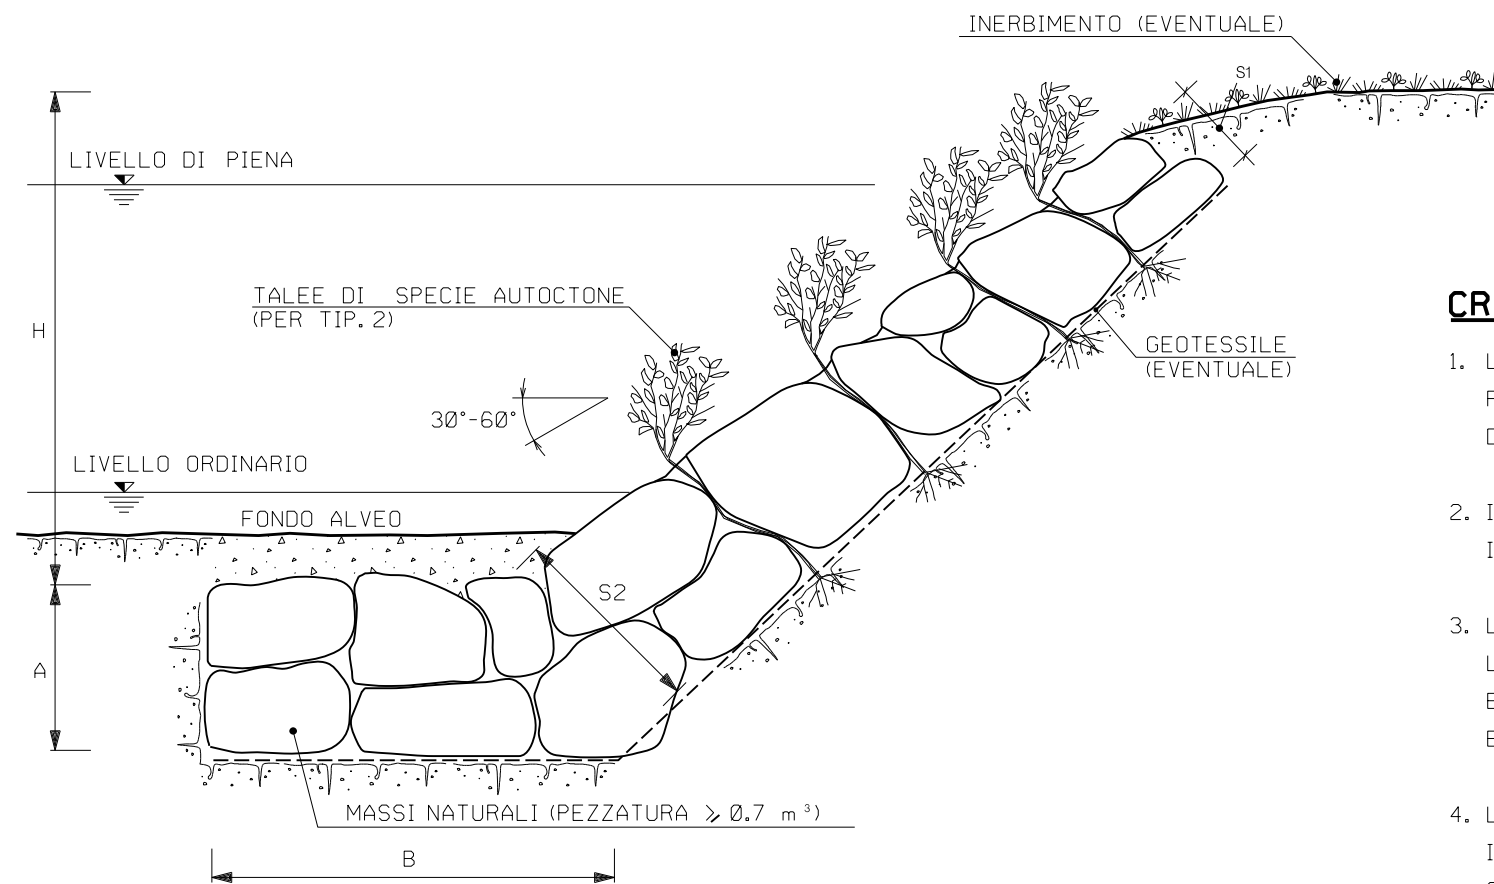 INERBIMENTO (EVENTUALE)
S1
LIVELLO DI PIENA
TALEE DI SPECIE AUTOCTONE
(PER TIP. 2)
H
CR
GEOTESSILE
(EVENTUALE)
1. L
30°-60°
LIVELLO ORDINARIO
FONDO ALVEO
2. I
I
S2
3. L
L
A
MASSI NATURALI (PEZZATURA ⩾ 0.7 m³)
4. L
I
B